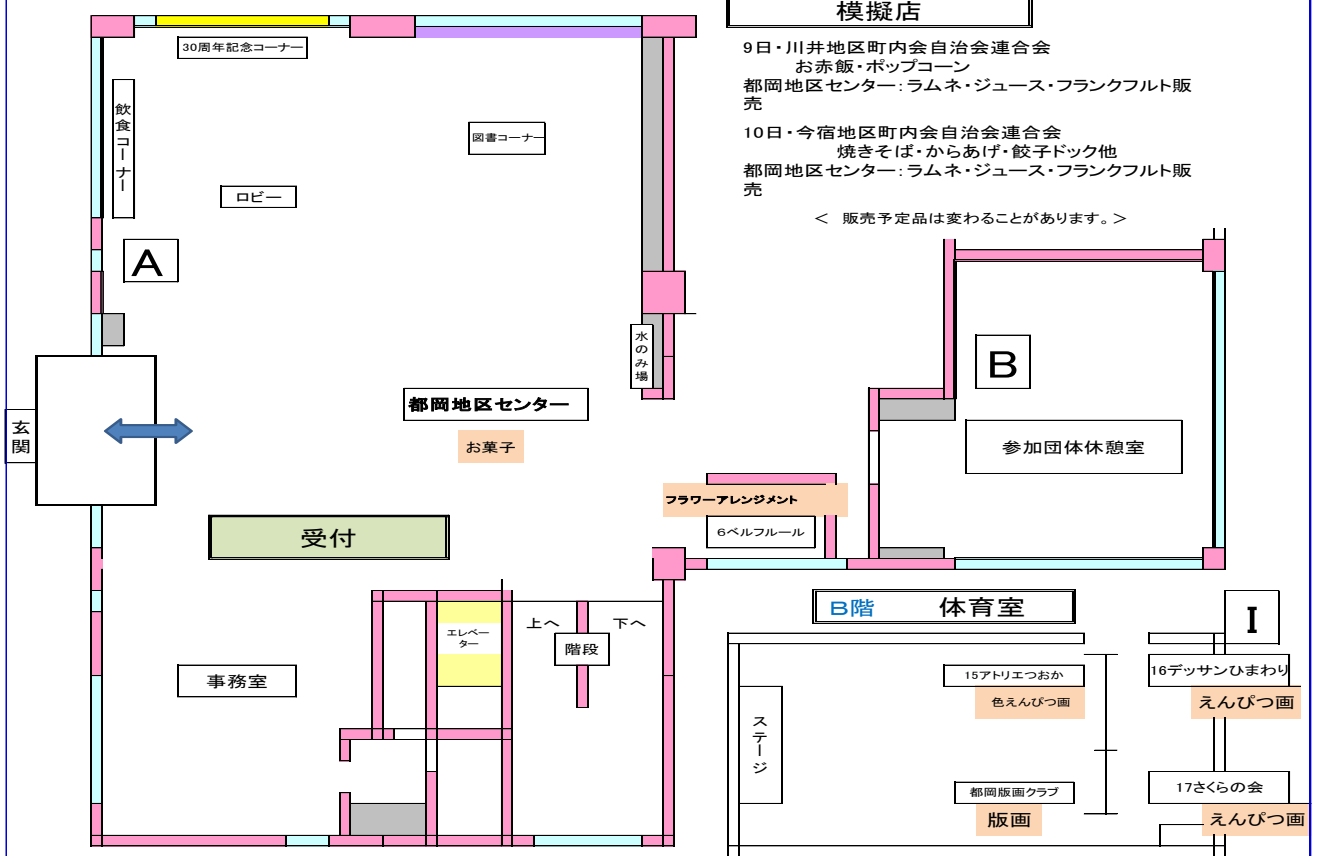 模擬店
9日・川井地区町内会自治会連合会
お赤飯・ポップコーン
都岡地区センター:ラムネ・ジュース・フランクフルト販
売
10日・今宿地区町内会自治会連合会
焼きそば・からあげ・餃子ドック他
都岡地区センター:ラムネ・ジュース・フランクフルト販
売
＜ 販売予定品は変わることがあります。＞
30周年記念コーナー
飲食コーナー
図書コーナー
ロビー
A
水のみ場
B
玄関
都岡地区センター
お菓子
参加団体休憩室
フラワーアレンジメント
6ベルフルール
受付
エレベー
ター
上へ
下へ
階段
事務室
B階 体育室
I
ステージ
15アトリエつおか
色えんぴつ画
16デッサンひまわり
えんぴつ画
都岡版画クラブ
版画
17さくらの会
えんぴつ画